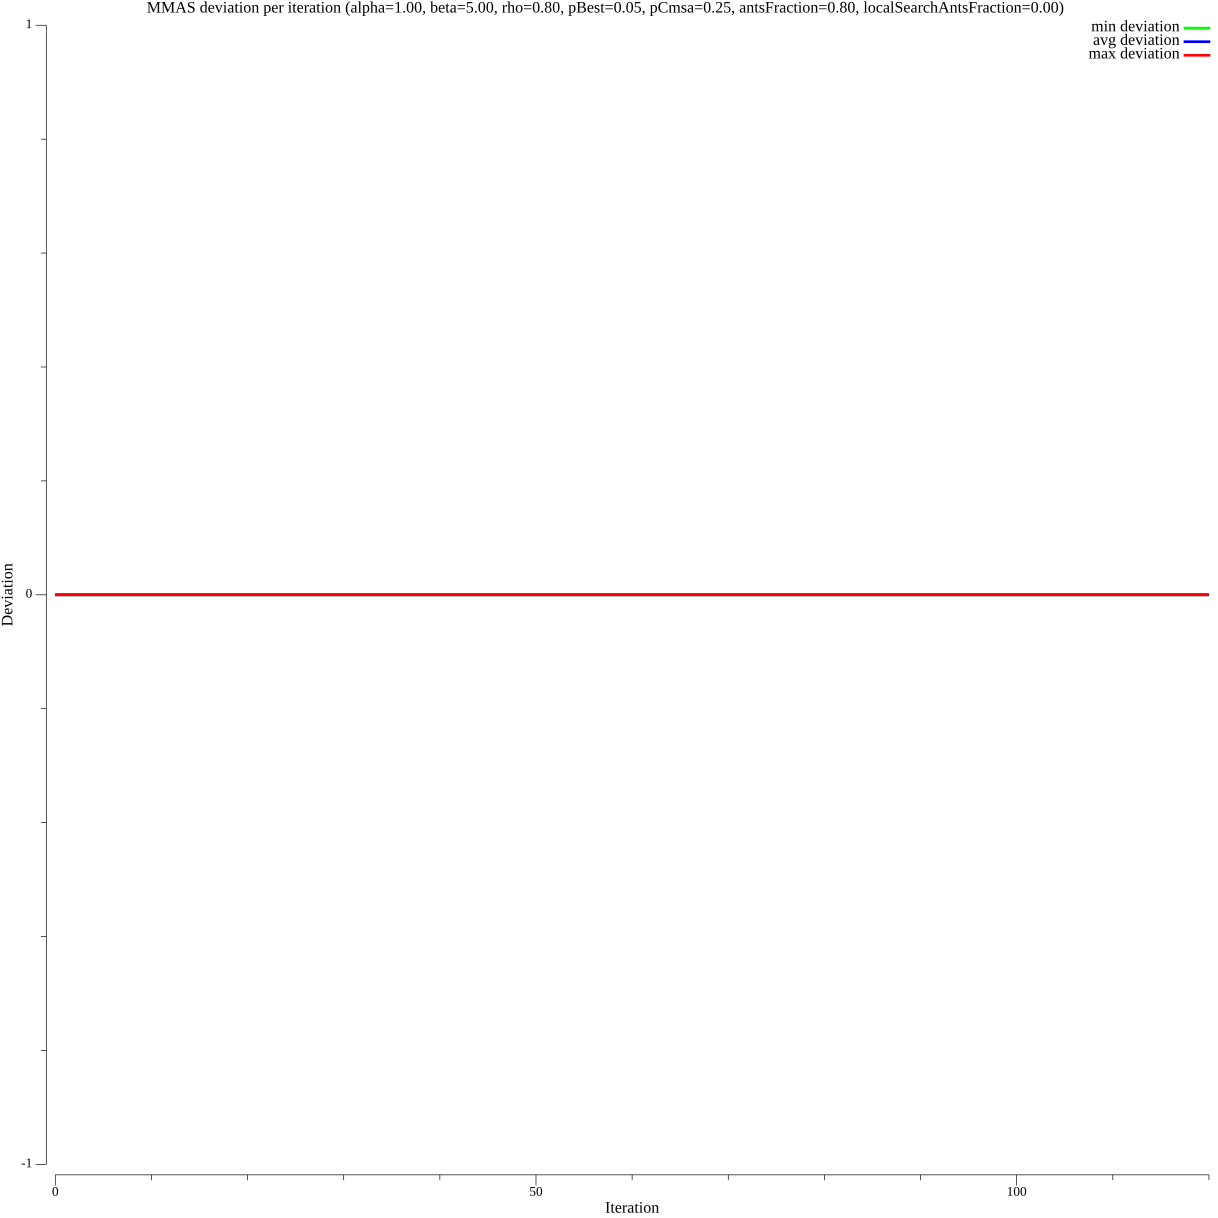 MMAS deviation per iteration (alpha=1.00, beta=5.00, rho=0.80, pBest=0.05, pCmsa=0.25, antsFraction=0.80, localSearchAntsFraction=0.00)
min deviation
avg deviation
max deviation
1
0
-1
Deviation
0 50 100
Iteration